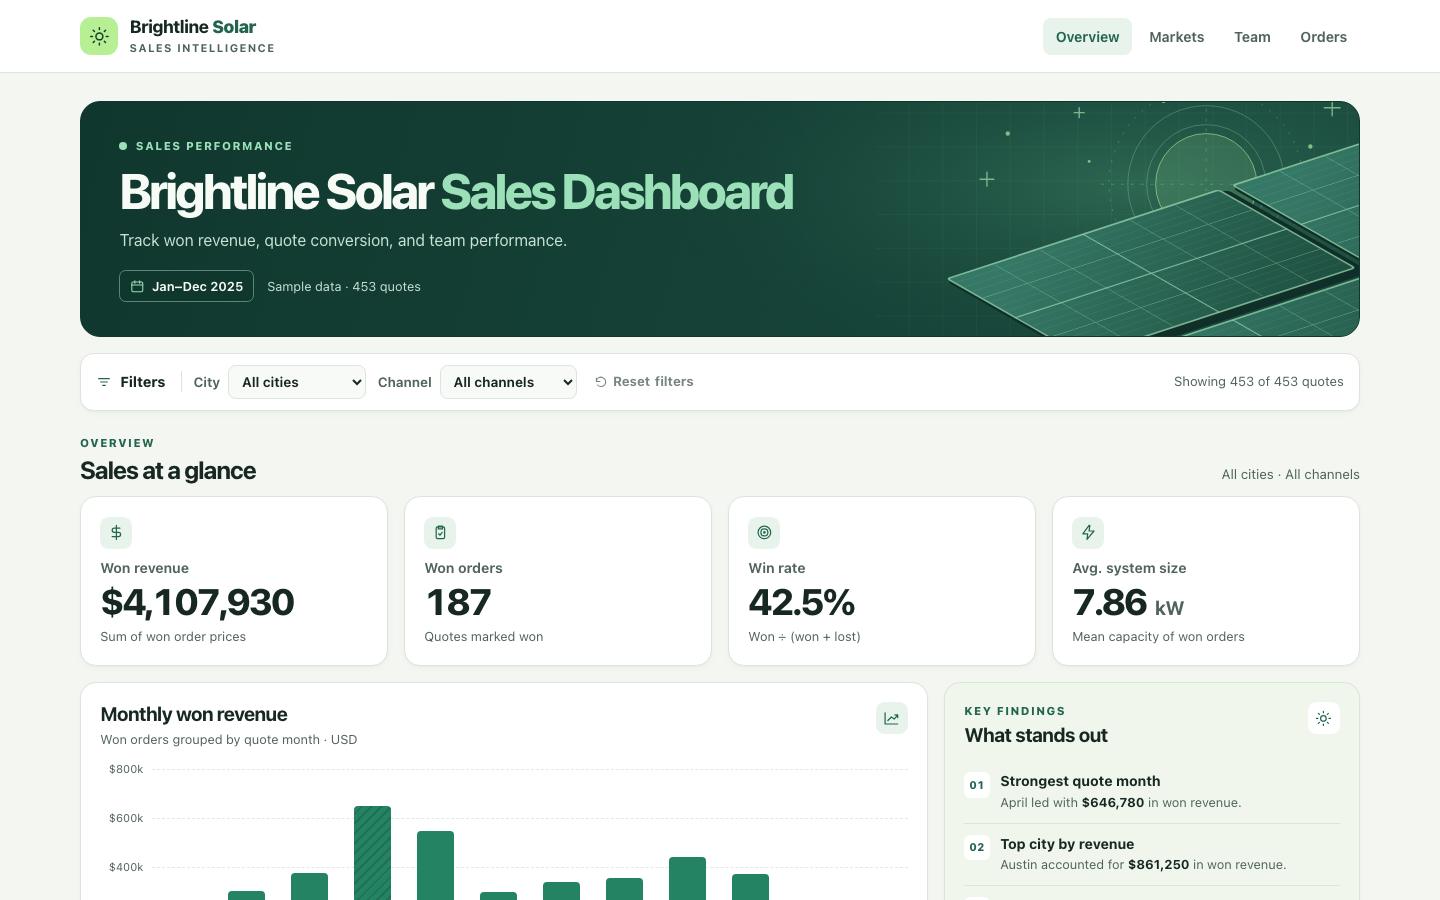 Brightline Solar
SALES INTELLIGENCE
Overview
Markets
Team
Orders
SALES PERFORMANCE
Brightline Solar Sales Dashboard
Track won revenue, quote conversion, and team performance.
Jan–Dec 2025
Sample data · 453 quotes
Filters
City
All cities
Channel
All channels
Reset filters
Showing 453 of 453 quotes
OVERVIEW
Sales at a glance
All cities · All channels
Won revenue
$4,107,930
Sum of won order prices
Won orders
187
Quotes marked won
Win rate
42.5%
Won ÷ (won + lost)
Avg. system size
7.86 kW
Mean capacity of won orders
Monthly won revenue
Won orders grouped by quote month · USD
$800k
$600k
$400k
KEY FINDINGS
What stands out
01
Strongest quote month
April led with $646,780 in won revenue.
02
Top city by revenue
Austin accounted for $861,250 in won revenue.